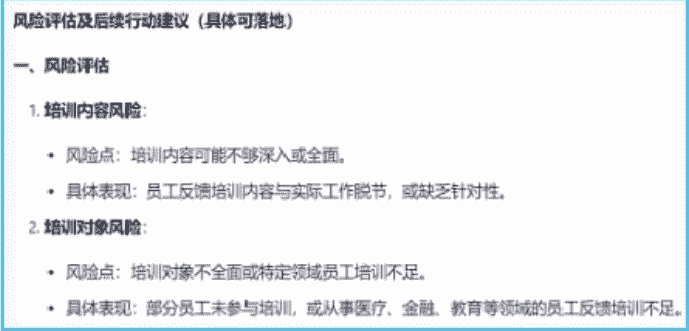 风险评估及后续行动建议（具体可落地）
一、风险评估
1. 培训内容风险：
• 风险点：培训内容可能不够深入或全面。
• 具体表现：员工反馈培训内容与实际工作脱节，或缺乏针对性。
2. 培训对象风险：
• 风险点：培训对象不全面或特定领域员工培训不足。
• 具体表现：部分员工未参与培训，或从事医疗、金融、教育等领域的员工反馈培训不足。